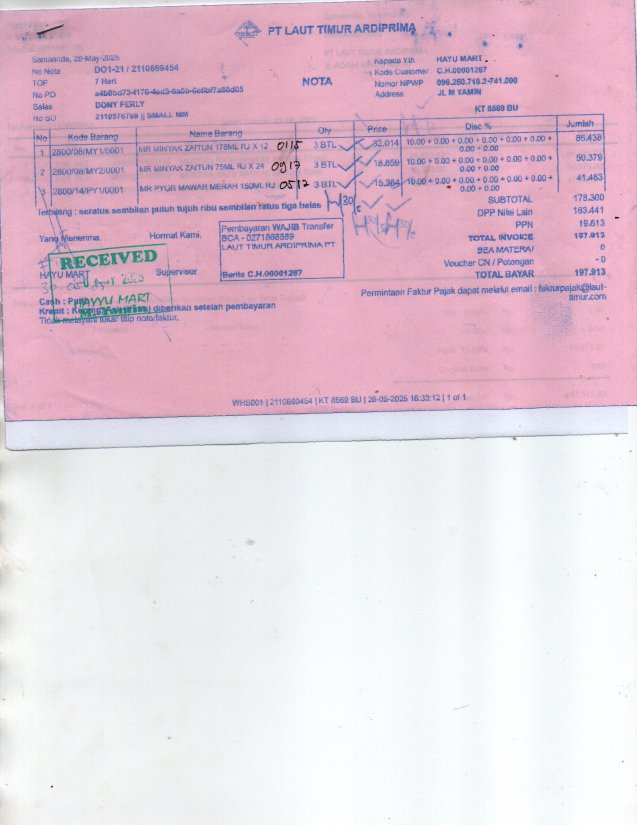 PT LAUT TIMUR ARDIPRIMA
Samarinda, 26-May-2025
No Nota DO1-21 / 2110669454
TOP 7 Hari
No PO
Sales DONY FERLY
No SO 2110576769 || SMALL MM
NOTA
Kepada Yth HAYU MART
Kode Customer C.H.00001267
Nomor NPWP 096.250.715.2-741.000
Address JL M YAMIN
KT 8569 BU
No Kode Barang Nama Barang Qty Price Disc % Jumlah
1 2800/08/MY1/0001 MR MINYAK ZAITUN 175ML RJ X 12 0115 3 BTL 32.014 10.00 + 0.00 + 0.00 + 0.00 + 0.00 + 0.00 +
0.00 + 0.00 86.438
2 2800/08/MY2/0001 MR MINYAK ZAITUN 75ML RJ X 24 0917 3 BTL 18.659 10.00 + 0.00 + 0.00 + 0.00 + 0.00 + 0.00 +
0.00 + 0.00 50.379
3 2800/14/PY1/0001 MR PYGR MAWAR MERAH 150ML RJ 0517 3 BTL 15.364 10.00 + 0.00 + 0.00 + 0.00 + 0.00 + 0.00 +
0.00 + 0.00 41.483
Terbilang : seratus sembilan puluh tujuh ribu sembilan ratus tiga belas
SUBTOTAL 178.300
DPP Nilai Lain 163.441
PPN 19.613
TOTAL INVOICE 197.913
BEA MATERAI 0
Voucher CN / Potongan - 0
TOTAL BAYAR 197.913
Yang Menerima, Hormat Kami,
Pembayaran WAJIB Transfer
BCA - 0271368669
LAUT TIMUR ARDIPRIMA PT
Berita C.H.00001267
RECEIVED
HAYU MART Supervisor
HAYYU MART
M. Yamin
Cash : Putih
Kredit : diberikan setelah pembayaran
Tidak melayani tukar titip nota/faktur.
Permintaan Faktur Pajak dapat melalui email : fakturpajak@laut-
timur.com
WHS001 | 2110669454 | KT 8569 BU | 26-05-2025 16:33:12 | 1 of 1